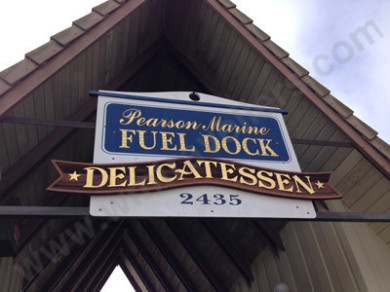 Pearson Marine
FUEL DOCK
DELICATESSEN
2435